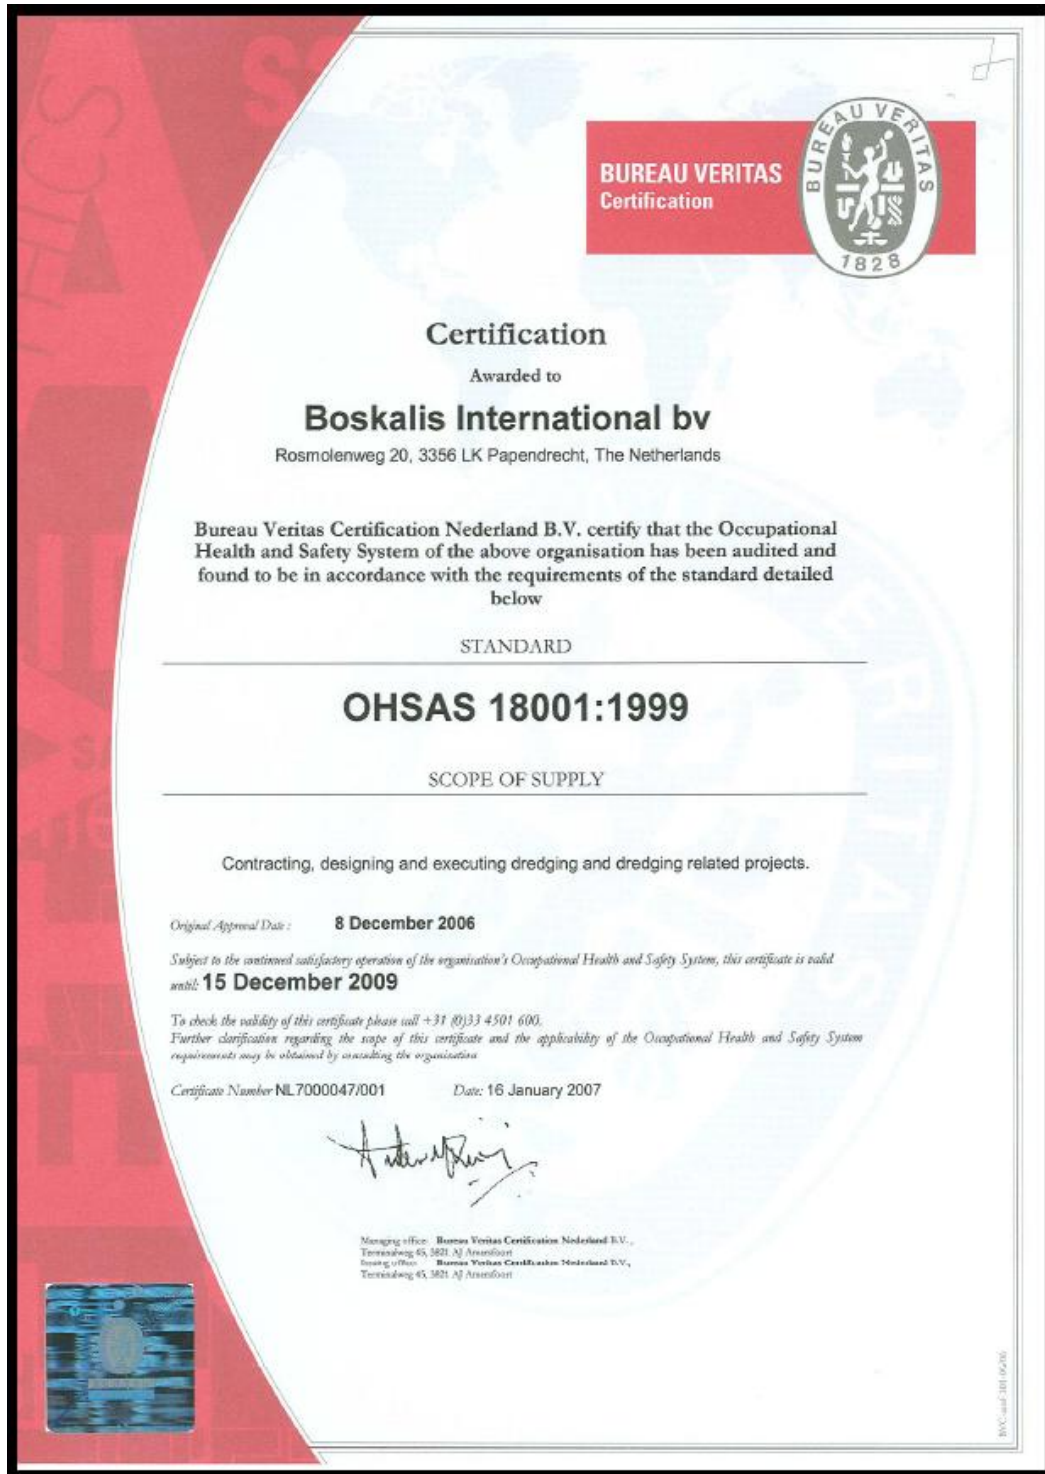 BUREAU VERITAS
Certification
BUREAU VERITAS
1828
Certification
Awarded to
Boskalis International bv
Rosmolenweg 20, 3356 LK Papendrecht, The Netherlands
Bureau Veritas Certification Nederland B.V. certify that the Occupational
Health and Safety System of the above organisation has been audited and
found to be in accordance with the requirements of the standard detailed
below
STANDARD
OHSAS 18001:1999
SCOPE OF SUPPLY
Contracting, designing and executing dredging and dredging related projects.
Original Approval Date : 8 December 2006
Subject to the continued satisfactory operation of the organisation's Occupational Health and Safety System, this certificate is valid
until: 15 December 2009
To check the validity of this certificate please call +31 (0)33 4501 600.
Further clarification regarding the scope of this certificate and the applicability of the Occupational Health and Safety System
requirements may be obtained by consulting the organisation
Certificate Number NL7000047/001 Date: 16 January 2007
Managing office: Bureau Veritas Certification Nederland B.V.,
Terminalweg 45, 3821 AJ Amersfoort
Issuing office: Bureau Veritas Certification Nederland B.V.,
Terminalweg 45, 3821 AJ Amersfoort